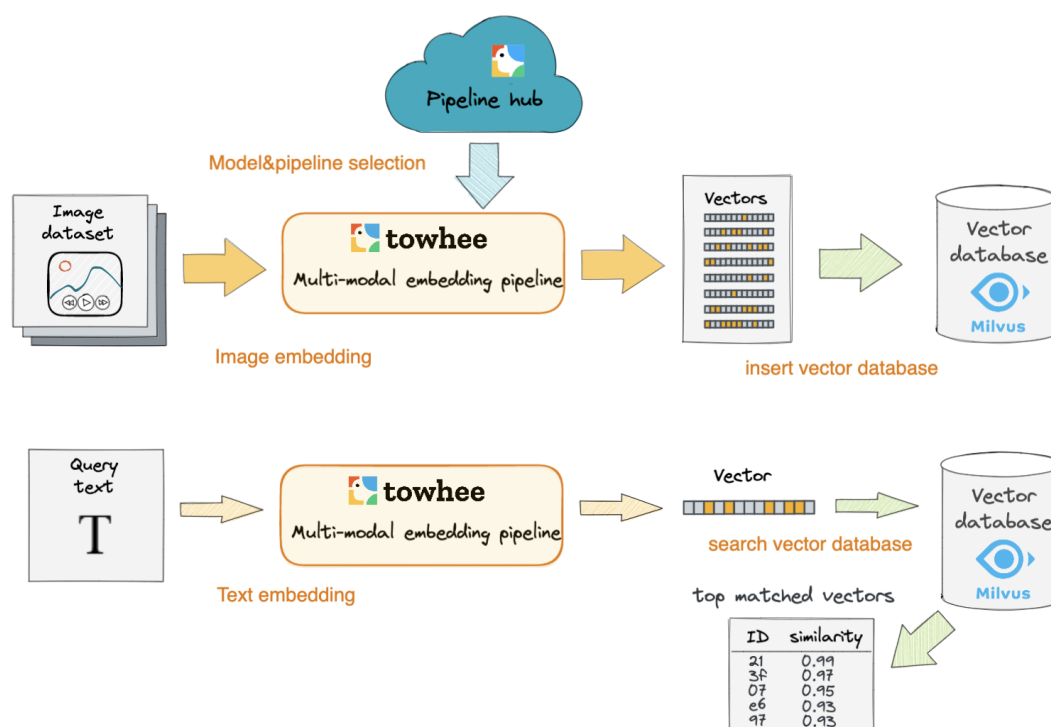 Pipeline hub
Model&pipeline selection
Image
dataset
towhee
Multi-modal embedding pipeline
Vectors
Vector
database
Milvus
Image embedding
insert vector database
Query
text
T
towhee
Multi-modal embedding pipeline
Vector
Vector
database
Milvus
search vector database
Text embedding
top matched vectors
ID similarity
21 0.99
3f 0.97
07 0.95
e6 0.93
97 0.93